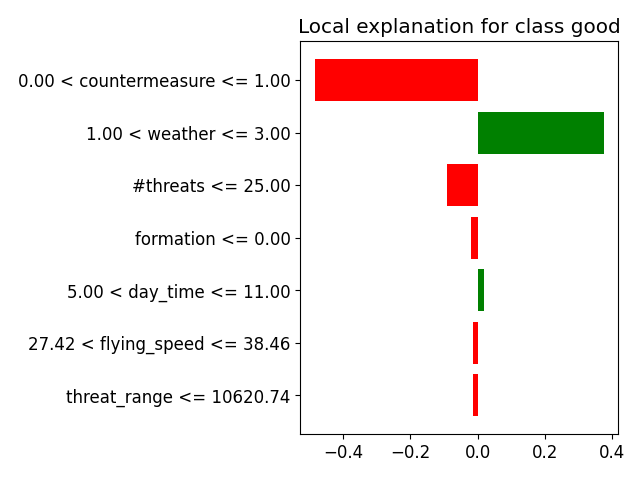 Local explanation for class good
0.00 < countermeasure <= 1.00
1.00 < weather <= 3.00
#threats <= 25.00
formation <= 0.00
5.00 < day_time <= 11.00
27.42 < flying_speed <= 38.46
threat_range <= 10620.74
−0.4 −0.2 0.0 0.2 0.4